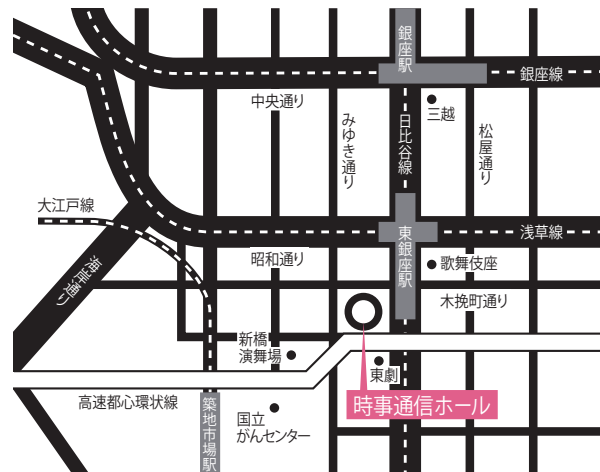 銀座駅
銀座線
中央通り
みゆき通り
日比谷線
三越
松屋通り
大江戸線
海岸通り
東銀座駅
浅草線
昭和通り
歌舞伎座
木挽町通り
新橋
演舞場
東劇
高速都心環状線
築地市場駅
国立
がんセンター
時事通信ホール